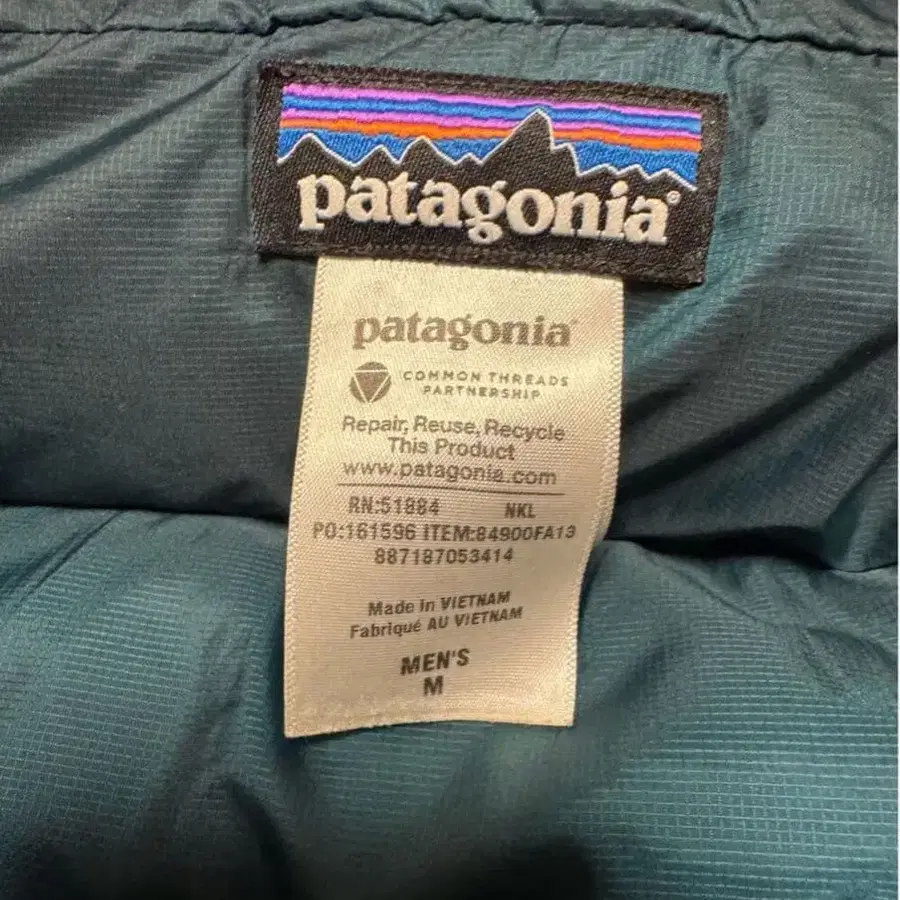 patagonia®
patagonia
COMMON THREADS
PARTNERSHIP
Repair, Reuse, Recycle
This Product
www.patagonia.com
RN:51884 NKL
PO:161596 ITEM:84900FA13
887187053414
Made in VIETNAM
Fabriqué AU VIETNAM
MEN'S
M